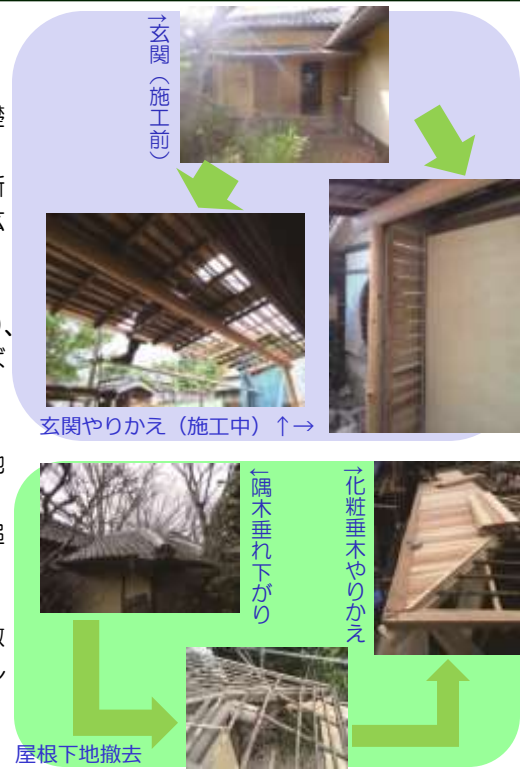 →玄関（施工前）
玄関やりかえ（施工中）↑→
←隅木垂れ下がり
→化粧垂木やりかえ
屋根下地撤去